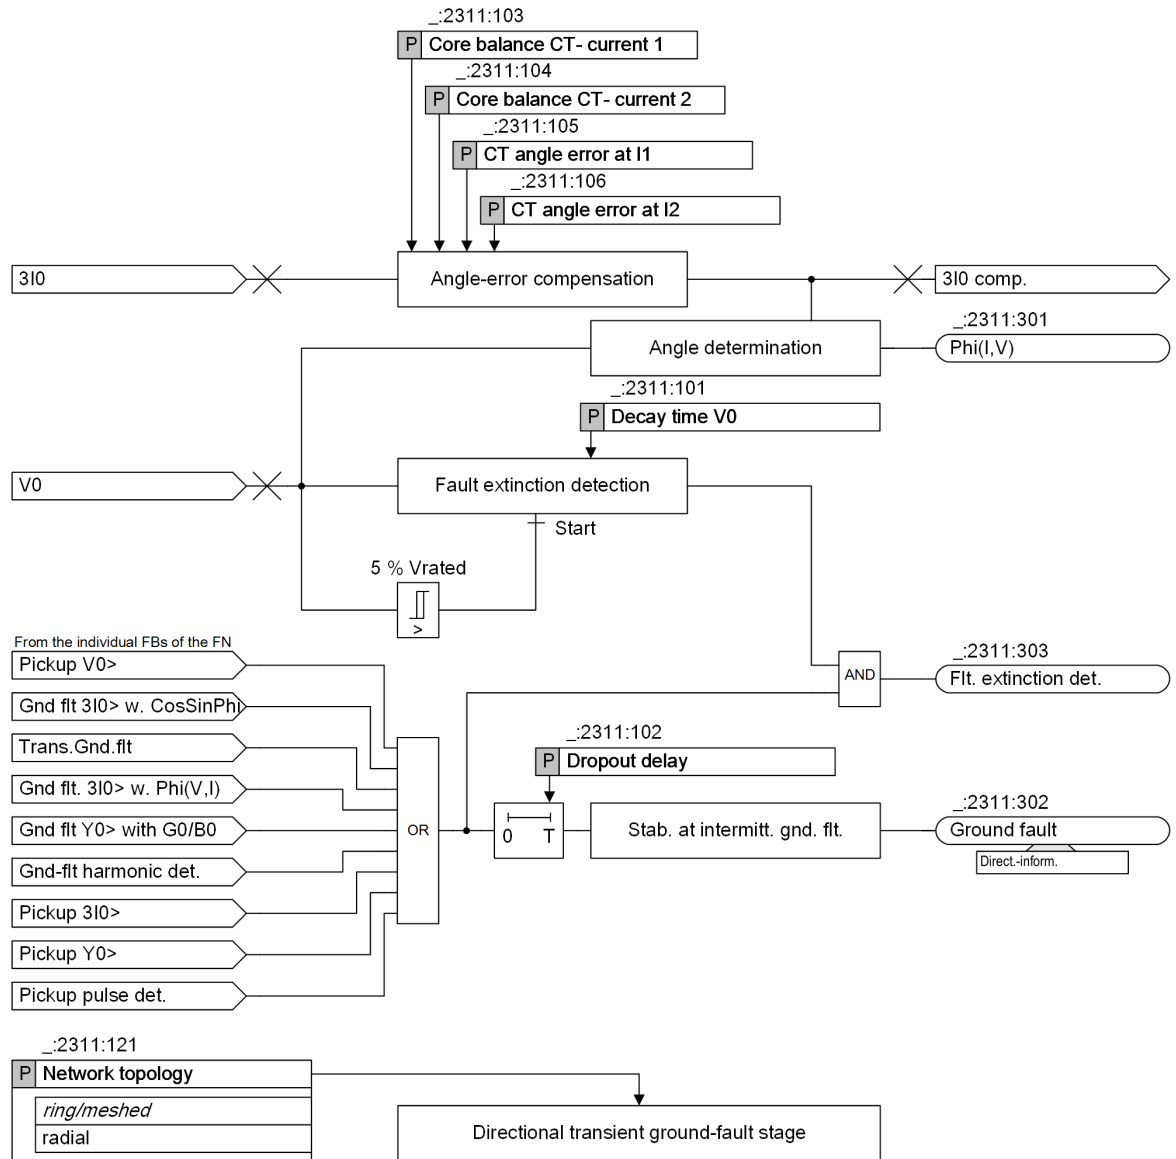 _:2311:103
P Core balance CT- current 1
_:2311:104
P Core balance CT- current 2
_:2311:105
P CT angle error at I1
_:2311:106
P CT angle error at I2
3I0
Angle-error compensation
3I0 comp.
_:2311:301
Angle determination
Phi(I,V)
_:2311:101
P Decay time V0
V0
Fault extinction detection
Start
5 % Vrated
>
From the individual FBs of the FN
Pickup V0>
_:2311:303
AND
Flt. extinction det.
Gnd flt 3I0> w. CosSinPhi
_:2311:102
Trans.Gnd.flt
P Dropout delay
Gnd flt. 3I0> w. Phi(V,I)
_:2311:302
Gnd flt Y0> with G0/B0
OR
0 T
Stab. at intermitt. gnd. flt.
Ground fault
Direct.-inform.
Gnd-flt harmonic det.
Pickup 3I0>
Pickup Y0>
Pickup pulse det.
_:2311:121
P Network topology
ring/meshed
radial
Directional transient ground-fault stage